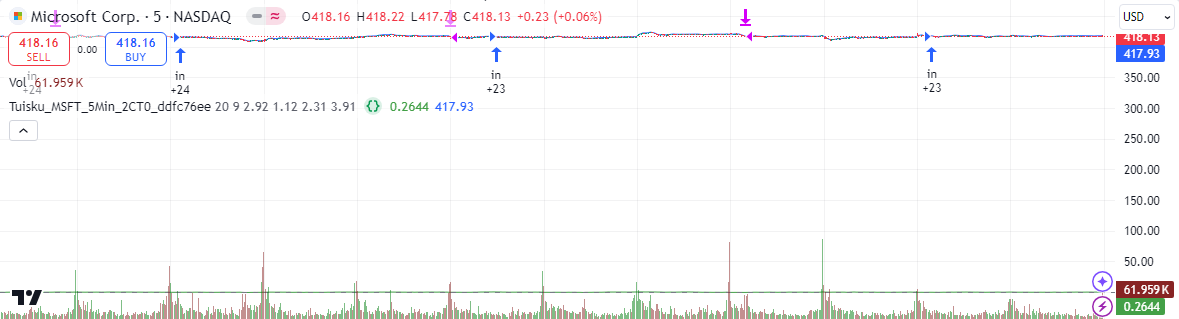 Microsoft Corp. · 5 · NASDAQ O418.16 H418.22 L417.78 C418.13 +0.23 (+0.06%)
USD
418.16
SELL
0.00
418.16
BUY
418.13
417.93
in
+24
in
+24
in
+23
in
+23
Vol 61.959K
Tuisku_MSFT_5Min_2CT0_ddfc76ee 20 9 2.92 1.12 2.31 3.91 {} 0.2644 417.93
350.00
300.00
250.00
200.00
150.00
100.00
50.00
61.959K
0.2644